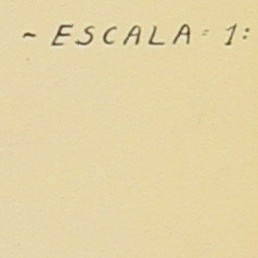 ~ ESCALA = 1: